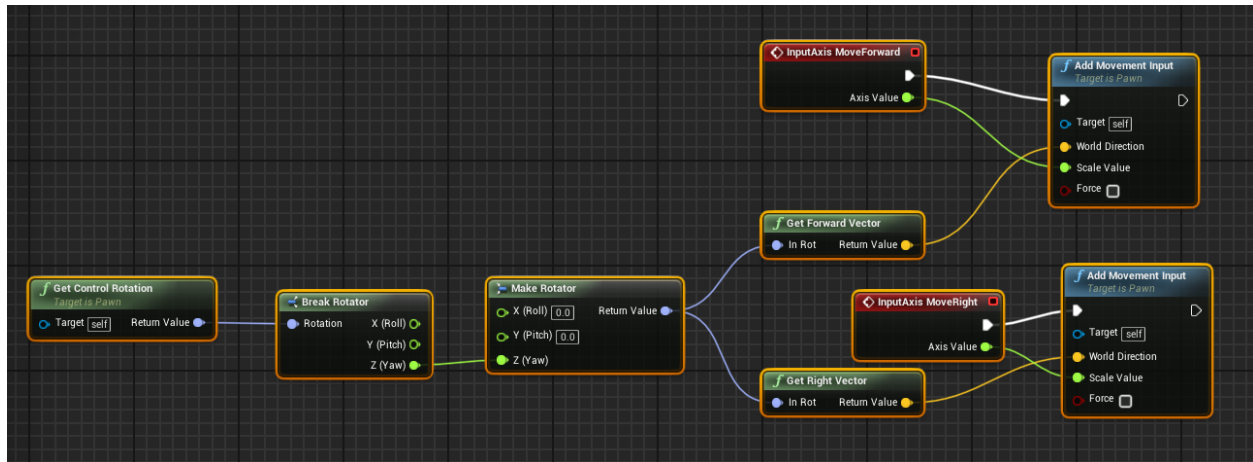 InputAxis MoveForward
Axis Value
Add Movement Input
Target is Pawn
Target self
World Direction
Scale Value
Force
Get Forward Vector
In Rot Return Value
Get Control Rotation
Target is Pawn
Target self Return Value
Break Rotator
Rotation X (Roll)
Y (Pitch)
Z (Yaw)
Make Rotator
X (Roll) 0.0 Return Value
Y (Pitch) 0.0
Z (Yaw)
InputAxis MoveRight
Axis Value
Get Right Vector
In Rot Return Value
Add Movement Input
Target is Pawn
Target self
World Direction
Scale Value
Force